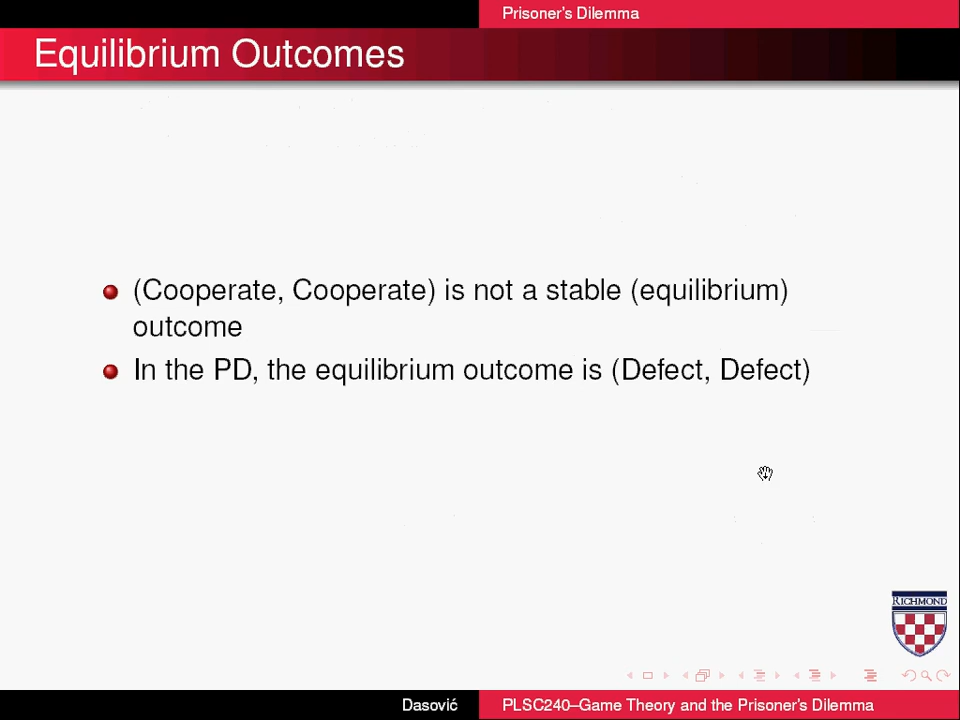 Prisoner's Dilemma
Equilibrium Outcomes
(Cooperate, Cooperate) is not a stable (equilibrium)
outcome
In the PD, the equilibrium outcome is (Defect, Defect)
RICHMOND
Dasović
PLSC240–Game Theory and the Prisoner's Dilemma